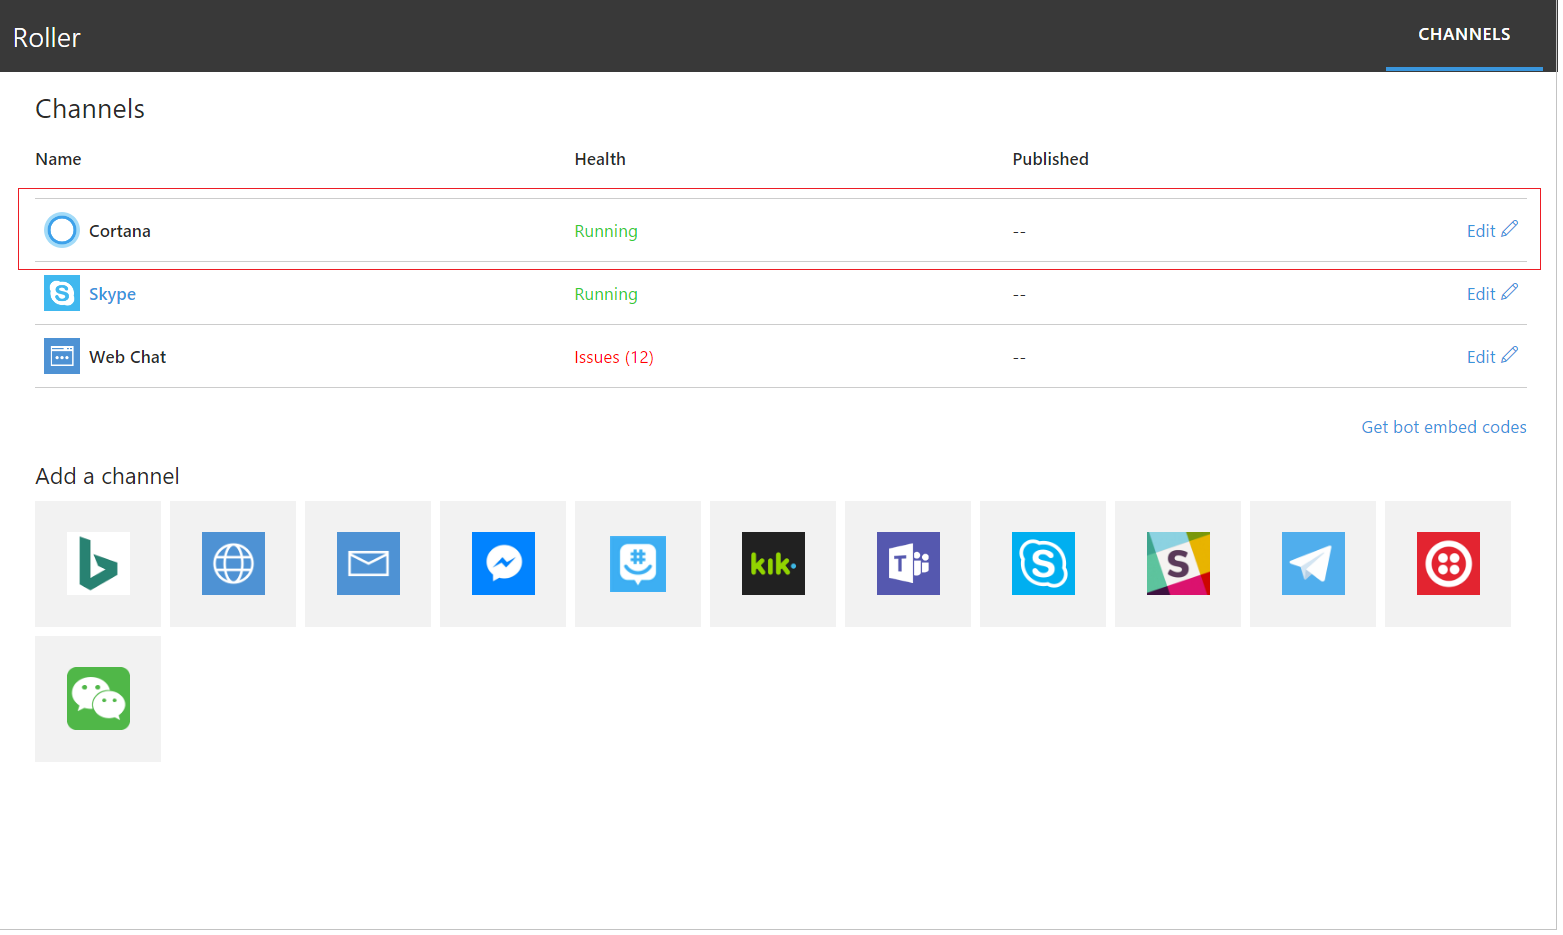 Roller
CHANNELS
Channels
Name Health Published
Cortana Running -- Edit
Skype Running -- Edit
Web Chat Issues (12) -- Edit
Get bot embed codes
Add a channel
kik.
T
S
S